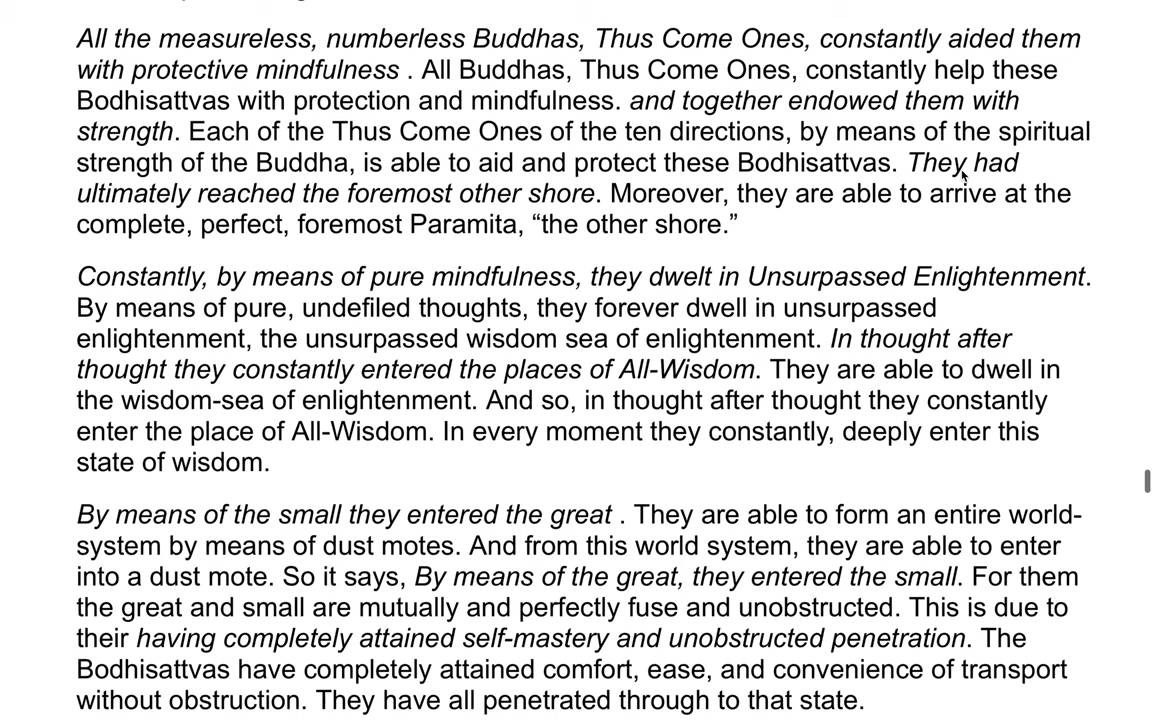 All the measureless, numberless Buddhas, Thus Come Ones, constantly aided them
with protective mindfulness . All Buddhas, Thus Come Ones, constantly help these
Bodhisattvas with protection and mindfulness. and together endowed them with
strength. Each of the Thus Come Ones of the ten directions, by means of the spiritual
strength of the Buddha, is able to aid and protect these Bodhisattvas. They had
ultimately reached the foremost other shore. Moreover, they are able to arrive at the
complete, perfect, foremost Paramita, “the other shore.”
Constantly, by means of pure mindfulness, they dwelt in Unsurpassed Enlightenment.
By means of pure, undefiled thoughts, they forever dwell in unsurpassed
enlightenment, the unsurpassed wisdom sea of enlightenment. In thought after
thought they constantly entered the places of All-Wisdom. They are able to dwell in
the wisdom-sea of enlightenment. And so, in thought after thought they constantly
enter the place of All-Wisdom. In every moment they constantly, deeply enter this
state of wisdom.
By means of the small they entered the great . They are able to form an entire world-
system by means of dust motes. And from this world system, they are able to enter
into a dust mote. So it says, By means of the great, they entered the small. For them
the great and small are mutually and perfectly fuse and unobstructed. This is due to
their having completely attained self-mastery and unobstructed penetration. The
Bodhisattvas have completely attained comfort, ease, and convenience of transport
without obstruction. They have all penetrated through to that state.